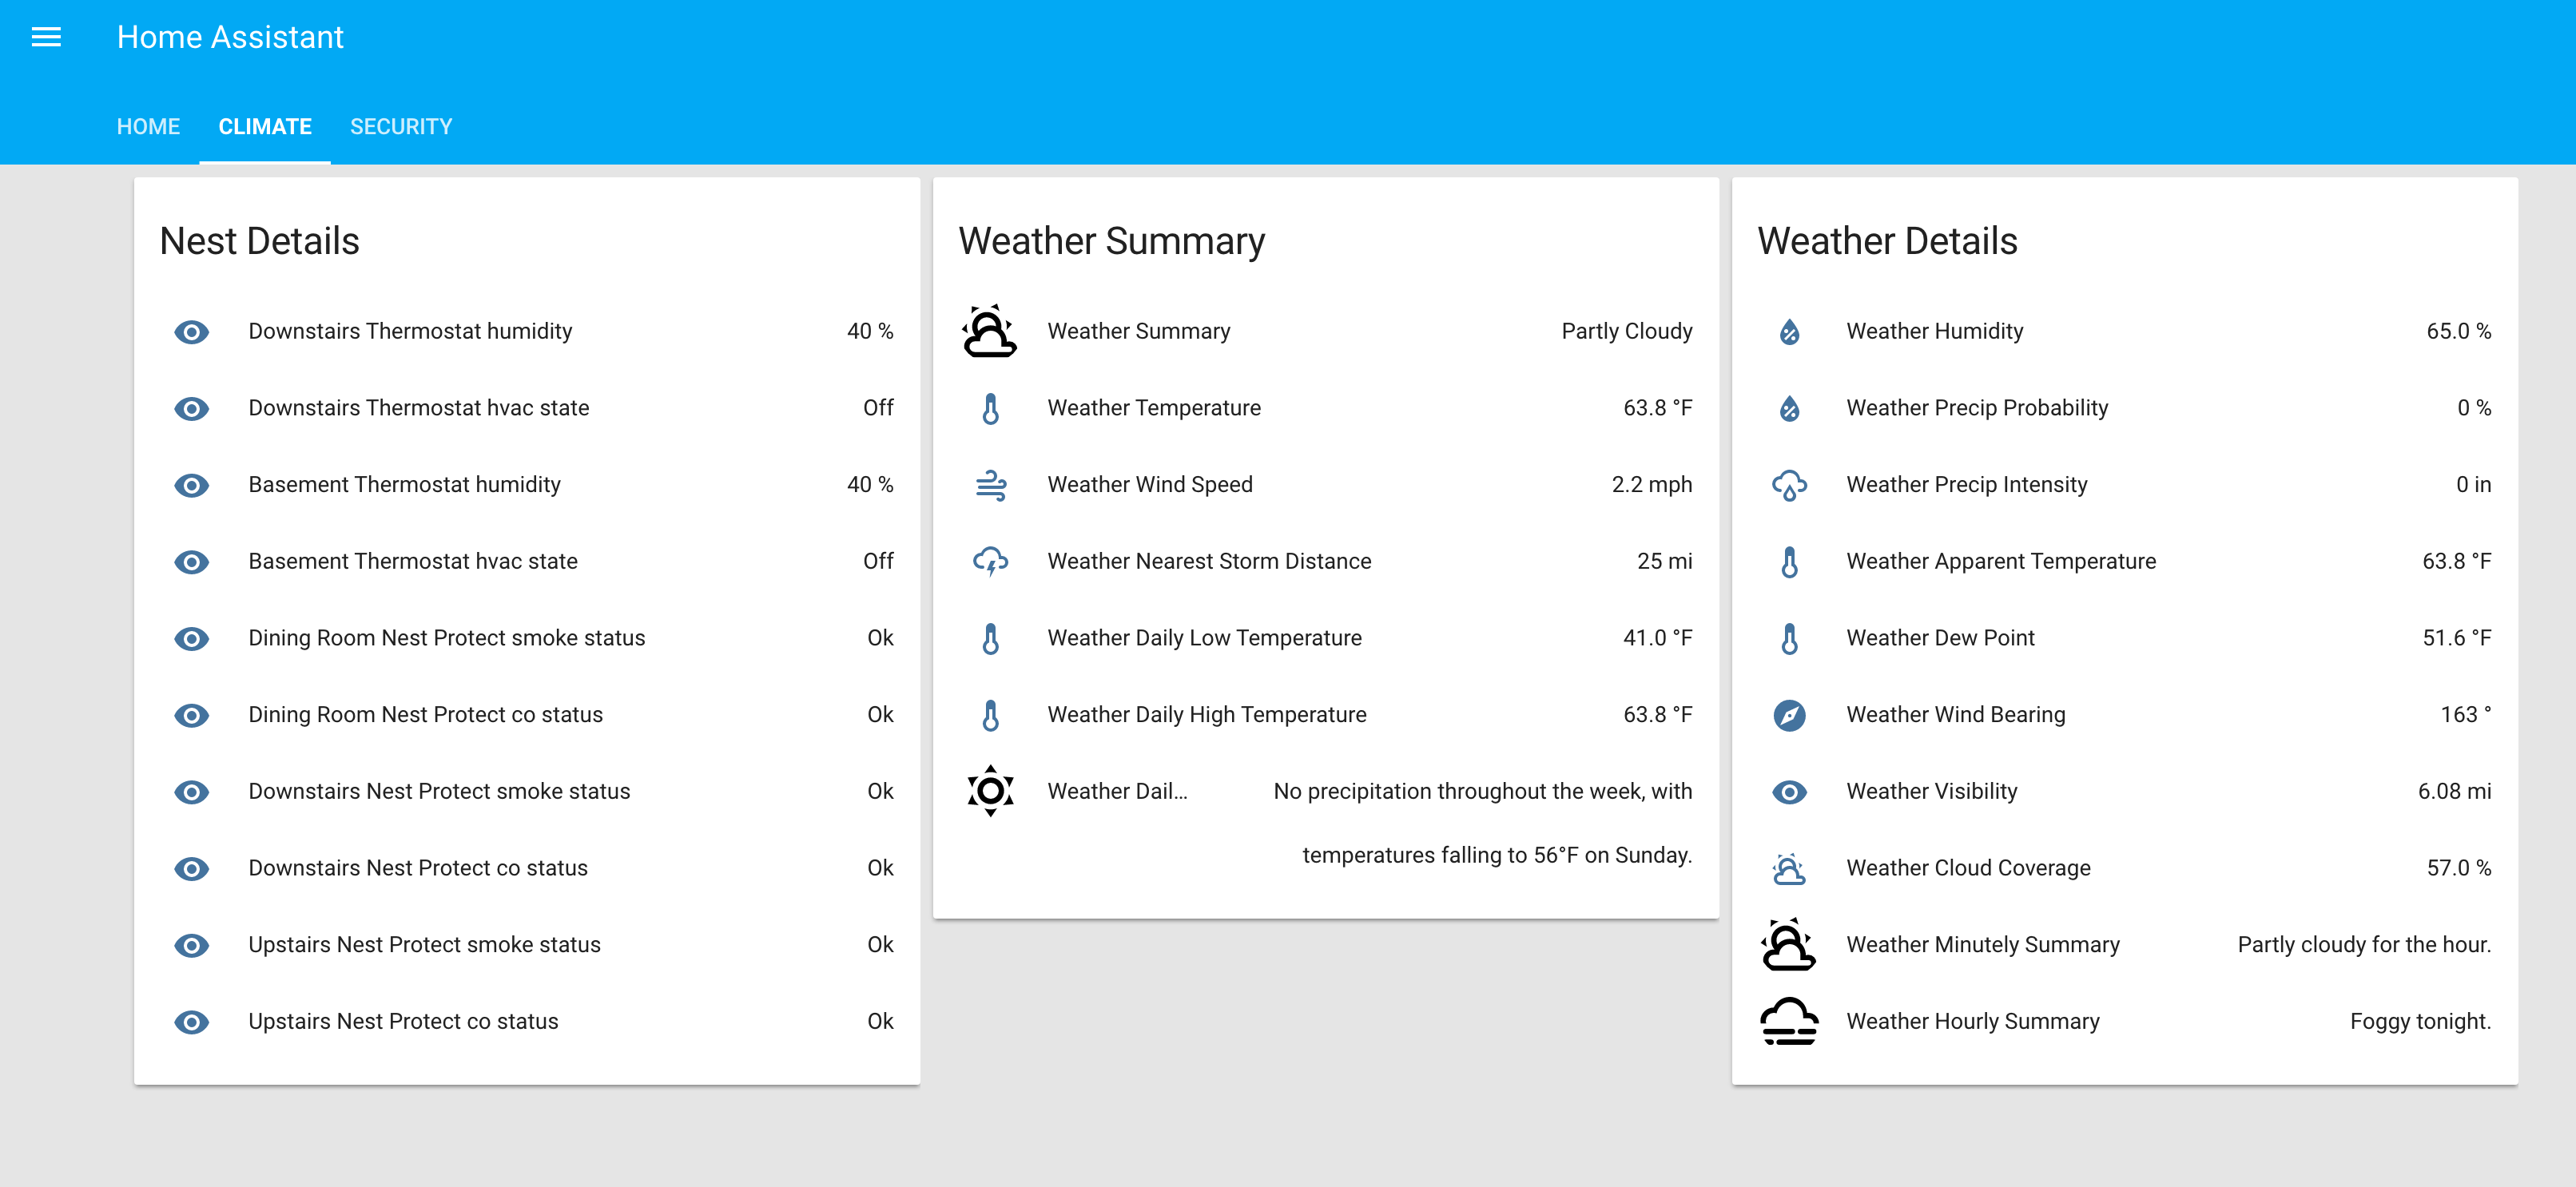 Home Assistant
HOME CLIMATE SECURITY
Nest Details
Downstairs Thermostat humidity 40 %
Downstairs Thermostat hvac state Off
Basement Thermostat humidity 40 %
Basement Thermostat hvac state Off
Dining Room Nest Protect smoke status Ok
Dining Room Nest Protect co status Ok
Downstairs Nest Protect smoke status Ok
Downstairs Nest Protect co status Ok
Upstairs Nest Protect smoke status Ok
Upstairs Nest Protect co status Ok
Weather Summary
Weather Summary Partly Cloudy
Weather Temperature 63.8 °F
Weather Wind Speed 2.2 mph
Weather Nearest Storm Distance 25 mi
Weather Daily Low Temperature 41.0 °F
Weather Daily High Temperature 63.8 °F
Weather Dail... No precipitation throughout the week, with
temperatures falling to 56°F on Sunday.
Weather Details
Weather Humidity 65.0 %
Weather Precip Probability 0 %
Weather Precip Intensity 0 in
Weather Apparent Temperature 63.8 °F
Weather Dew Point 51.6 °F
Weather Wind Bearing 163 °
Weather Visibility 6.08 mi
Weather Cloud Coverage 57.0 %
Weather Minutely Summary Partly cloudy for the hour.
Weather Hourly Summary Foggy tonight.